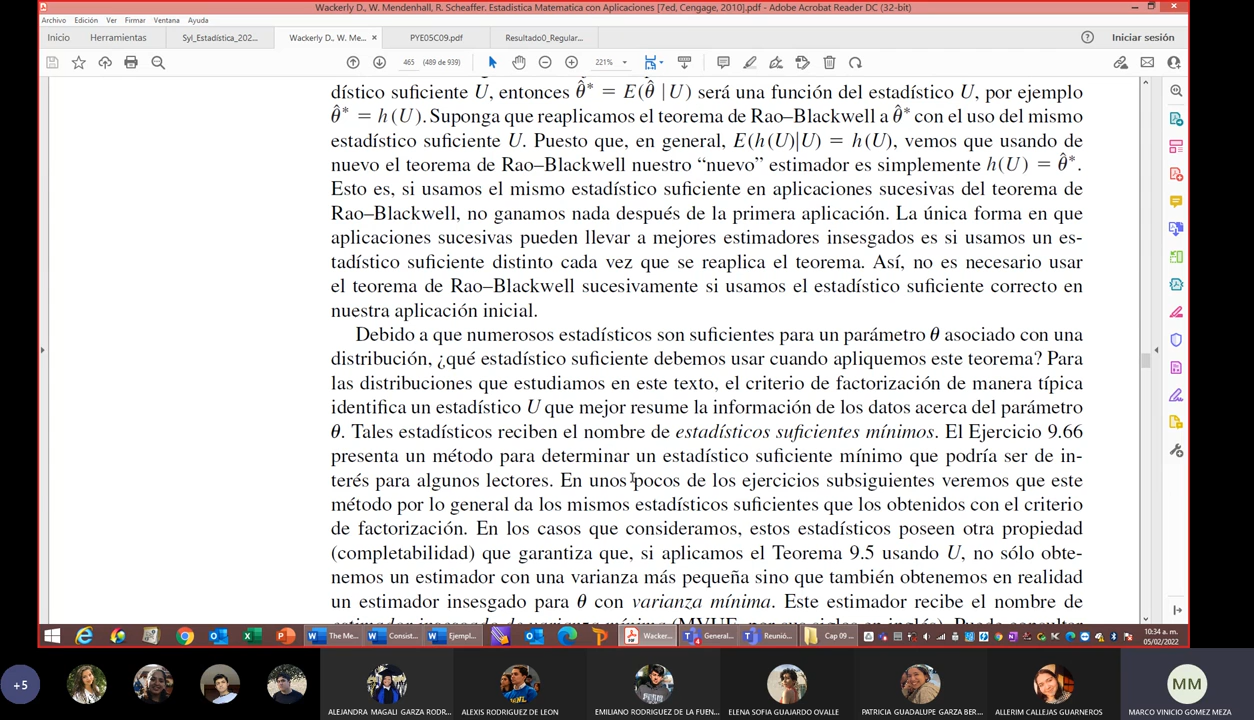 Wackerly D., W. Mendenhall, R. Scheaffer. Estadística Matematica con Aplicaciones [7ed, Cengage, 2010].pdf - Adobe Acrobat Reader DC (32-bit)
Archivo Edición Ver Firmar Ventana Ayuda
Inicio Herramientas Syl_Estadística_202... Wackerly D., W. Me... × PYE05C09.pdf Resultado0_Regular... Iniciar sesión
465 (489 de 939) 221%
dístico suficiente U, entonces θ̂* = E(θ̂ | U) será una función del estadístico U, por ejemplo
θ̂* = h(U). Suponga que reaplicamos el teorema de Rao–Blackwell a θ̂* con el uso del mismo
estadístico suficiente U. Puesto que, en general, E(h(U)|U) = h(U), vemos que usando de
nuevo el teorema de Rao–Blackwell nuestro “nuevo” estimador es simplemente h(U) = θ̂*.
Esto es, si usamos el mismo estadístico suficiente en aplicaciones sucesivas del teorema de
Rao–Blackwell, no ganamos nada después de la primera aplicación. La única forma en que
aplicaciones sucesivas pueden llevar a mejores estimadores insesgados es si usamos un es-
tadístico suficiente distinto cada vez que se reaplica el teorema. Así, no es necesario usar
el teorema de Rao–Blackwell sucesivamente si usamos el estadístico suficiente correcto en
nuestra aplicación inicial.
Debido a que numerosos estadísticos son suficientes para un parámetro θ asociado con una
distribución, ¿qué estadístico suficiente debemos usar cuando apliquemos este teorema? Para
las distribuciones que estudiamos en este texto, el criterio de factorización de manera típica
identifica un estadístico U que mejor resume la información de los datos acerca del parámetro
θ. Tales estadísticos reciben el nombre de estadísticos suficientes mínimos. El Ejercicio 9.66
presenta un método para determinar un estadístico suficiente mínimo que podría ser de in-
terés para algunos lectores. En unos pocos de los ejercicios subsiguientes veremos que este
método por lo general da los mismos estadísticos suficientes que los obtenidos con el criterio
de factorización. En los casos que consideramos, estos estadísticos poseen otra propiedad
(completabilidad) que garantiza que, si aplicamos el Teorema 9.5 usando U, no sólo obte-
nemos un estimador con una varianza más pequeña sino que también obtenemos en realidad
un estimador insesgado para θ con varianza mínima. Este estimador recibe el nombre de
The Me... Consist... Ejempl... Wacker... General... Reunió... Cap 09 ... 10:34 a. m.
05/02/2022
+5 MM
ALEJANDRA MAGALI GARZA RODR... ALEXIS RODRIGUEZ DE LEON EMILIANO RODRIGUEZ DE LA FUEN... ELENA SOFIA GUAJARDO OVALLE PATRICIA GUADALUPE GARZA BER... ALLERIM CALLEJAS GUARNEROS MARCO VINICIO GOMEZ MEZA